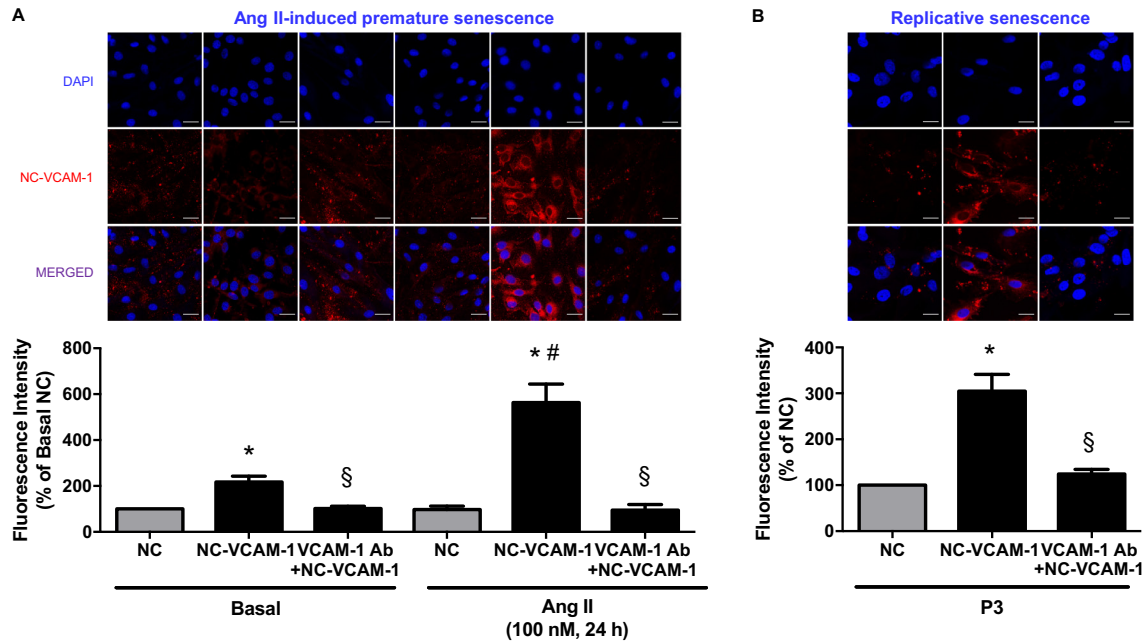 A
Ang II-induced premature senescence
DAPI
NC-VCAM-1
MERGED
Fluorescence Intensity
(% of Basal NC)
800
600
400
200
0
* 
§
* #
§
NC
NC-VCAM-1
VCAM-1 Ab
+NC-VCAM-1
NC
NC-VCAM-1
VCAM-1 Ab
+NC-VCAM-1
Basal
Ang II
(100 nM, 24 h)
B
Replicative senescence
Fluorescence Intensity
(% of NC)
400
300
200
100
0
*
§
NC
NC-VCAM-1
VCAM-1 Ab
+NC-VCAM-1
P3